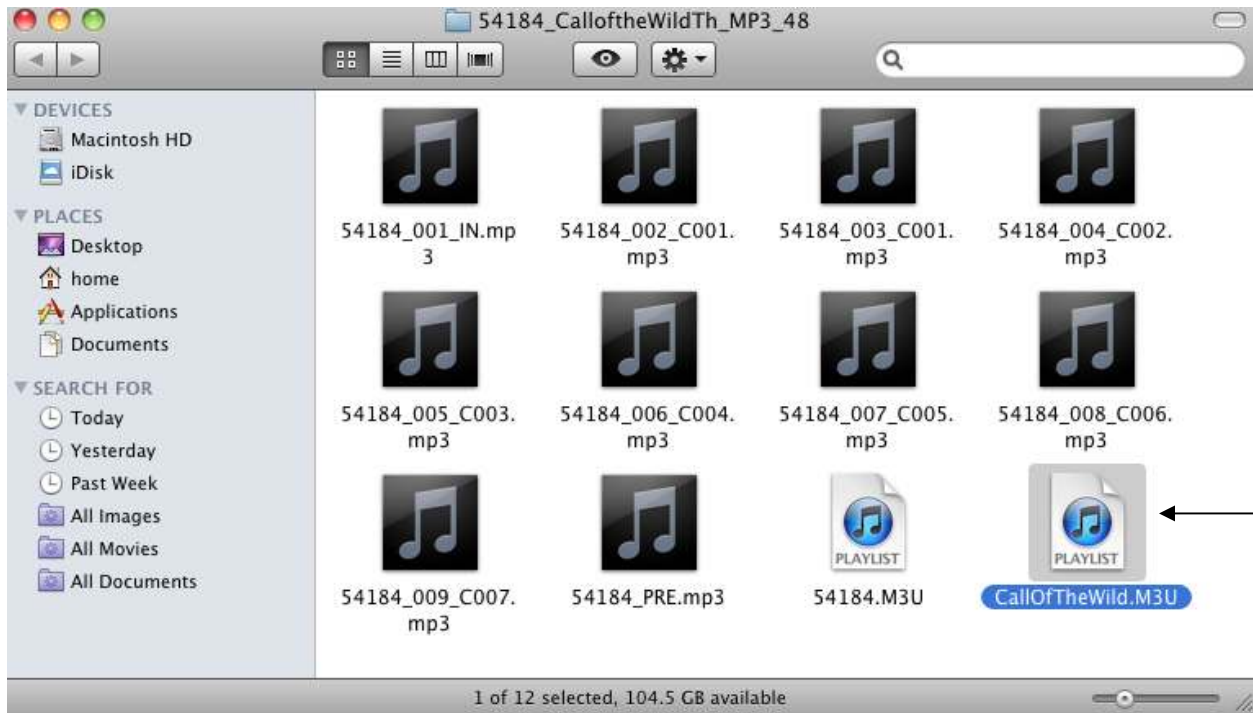 54184_CalloftheWildTh_MP3_48
DEVICES
Macintosh HD
iDisk
PLACES
Desktop
home
Applications
Documents
SEARCH FOR
Today
Yesterday
Past Week
All Images
All Movies
All Documents
54184_001_IN.mp
3
54184_002_C001.
mp3
54184_003_C001.
mp3
54184_004_C002.
mp3
54184_005_C003.
mp3
54184_006_C004.
mp3
54184_007_C005.
mp3
54184_008_C006.
mp3
54184_009_C007.
mp3
54184_PRE.mp3
PLAYLIST
54184.M3U
PLAYLIST
CallOfTheWild.M3U
1 of 12 selected, 104.5 GB available